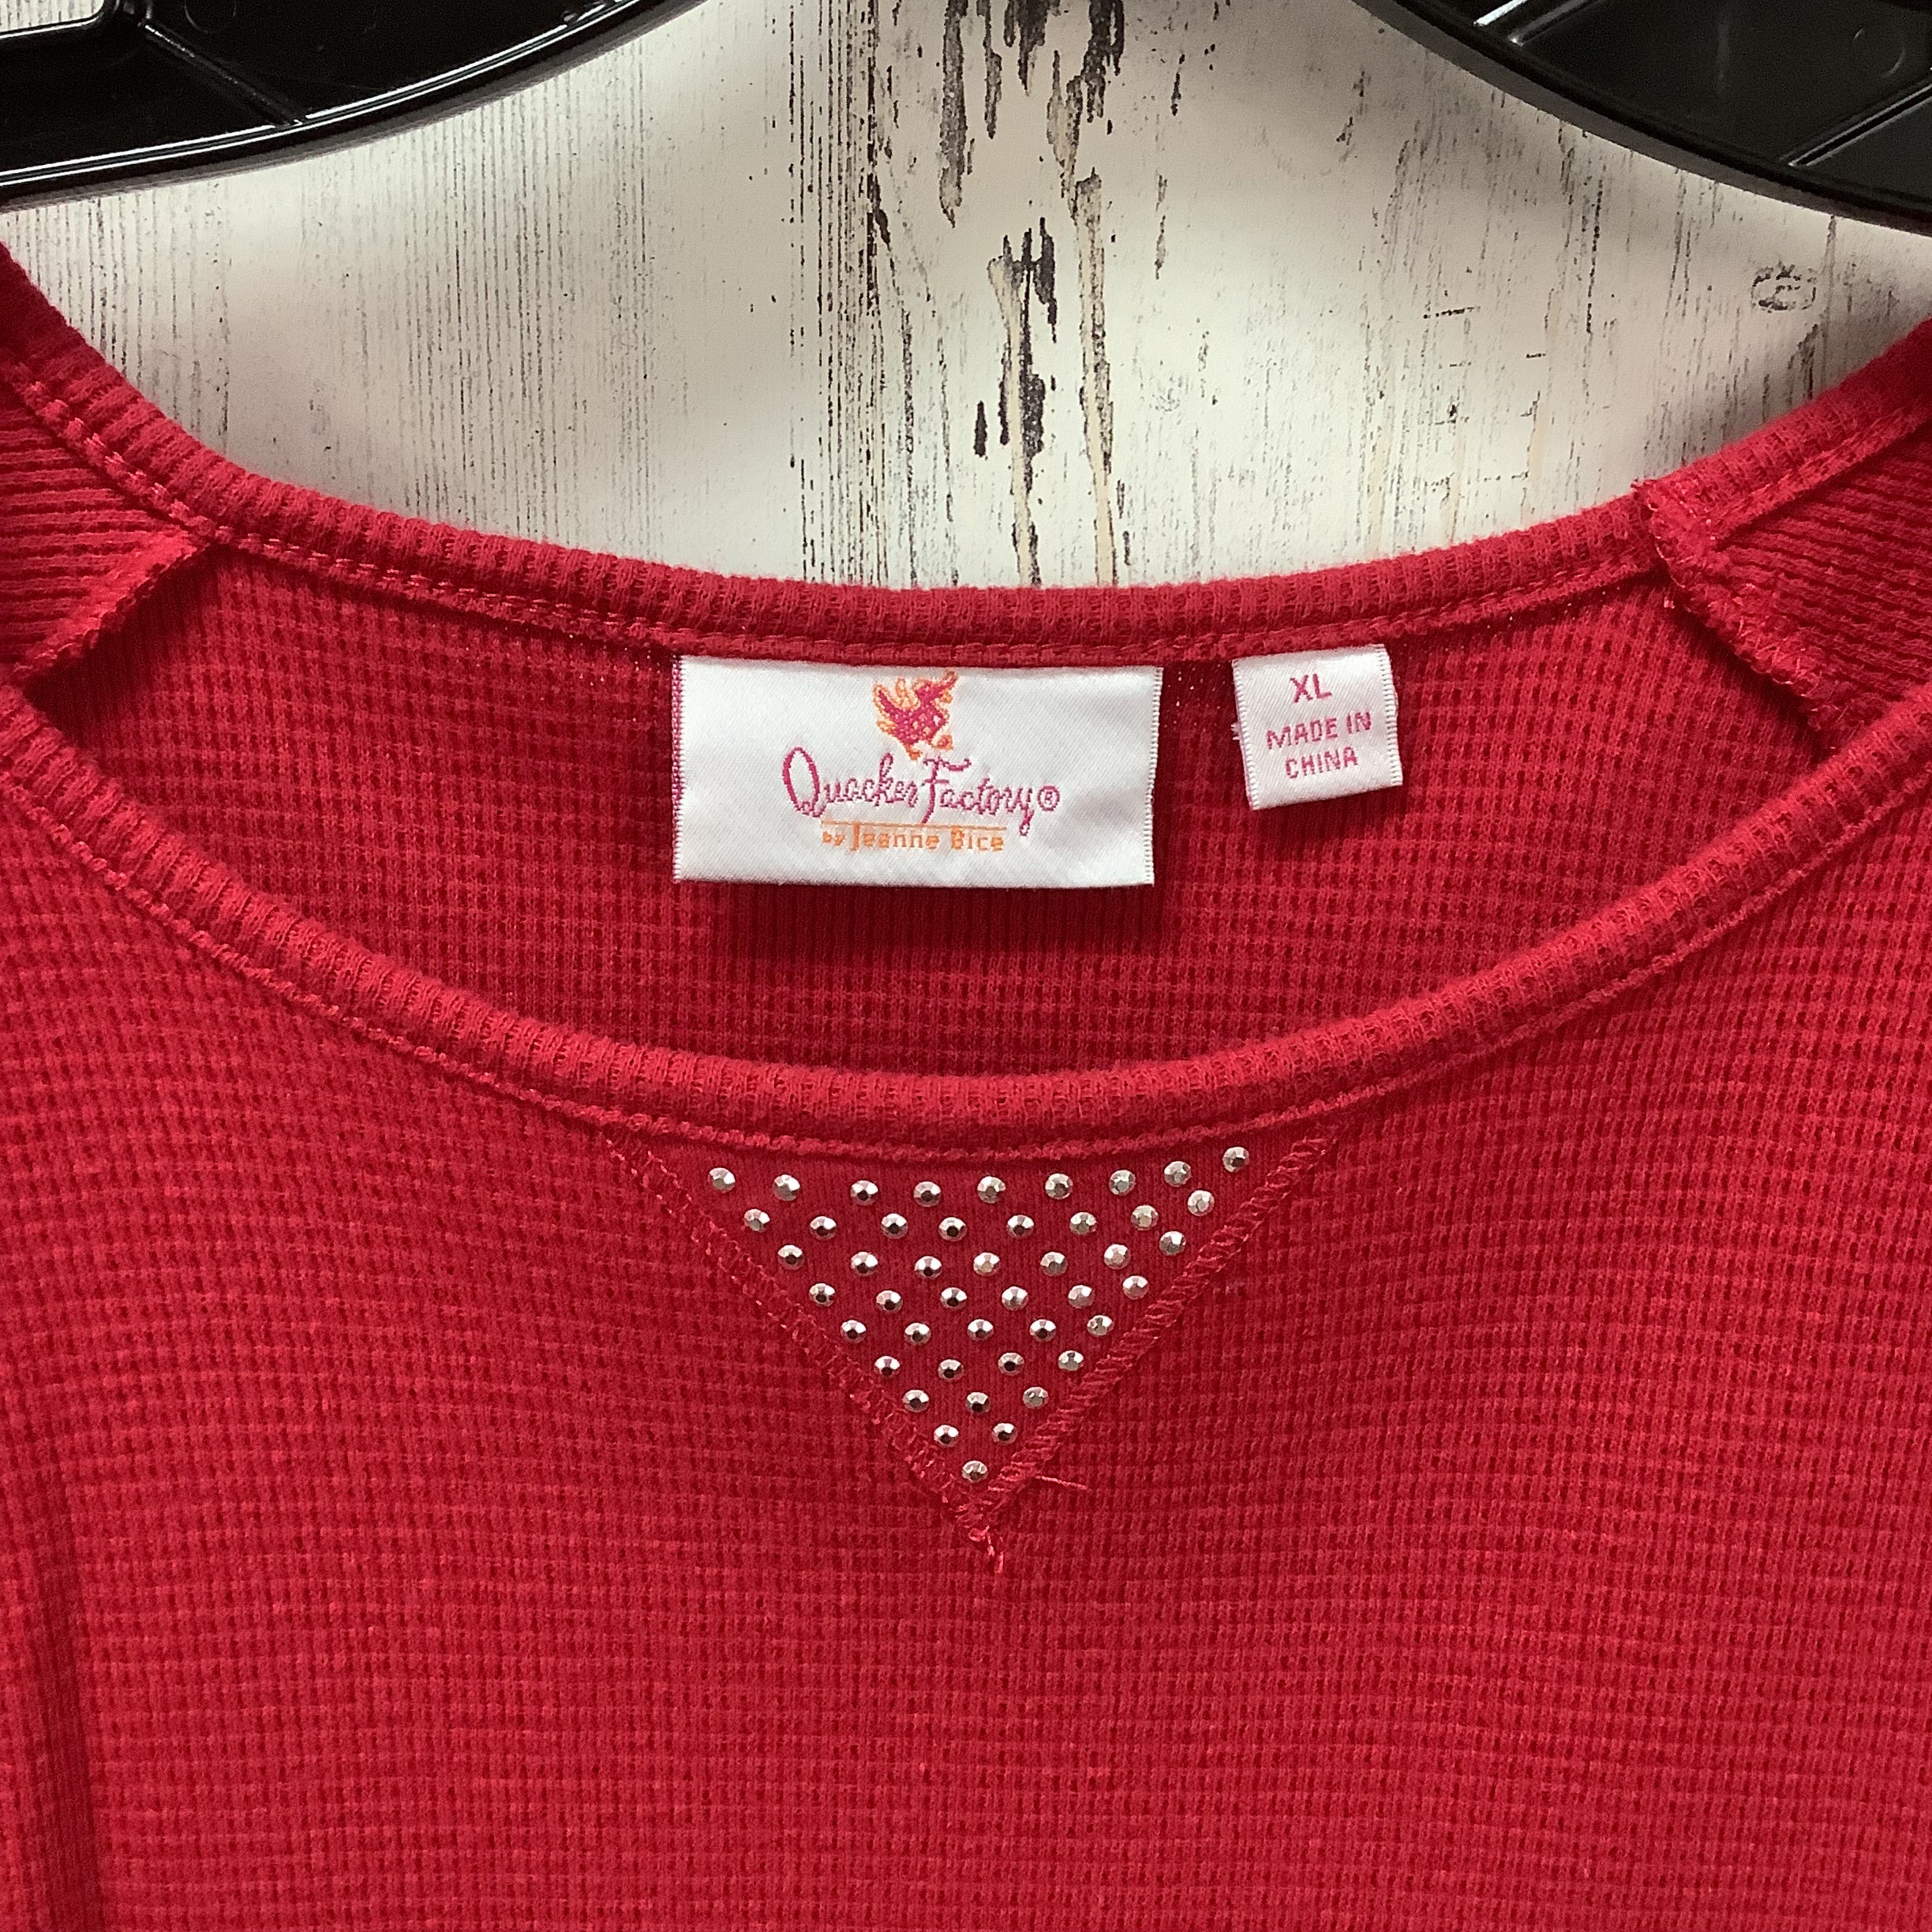 Quacker Factory®
by Jeanne Bice
XL
MADE IN
CHINA